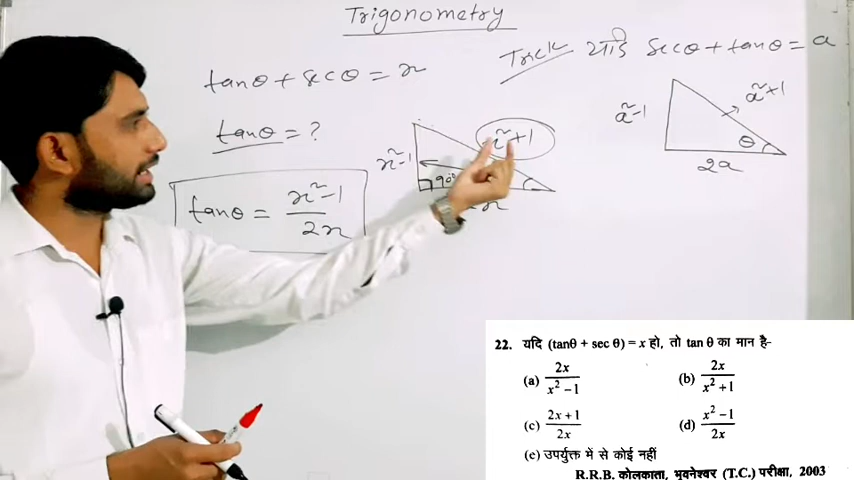 Trigonometry
tanθ + secθ = x
tanθ = ?
tanθ = x²-1 / 2x
x²-1
x²+1
90°
Trick यदि secθ + tanθ = a
a²-1
a²+1
θ
2a
22. यदि (tanθ + sec θ) = x हो, तो tan θ का मान है-
(a) 2x / x² –1
(b) 2x / x² +1
(c) 2x +1 / 2x
(d) x² –1 / 2x
(e) उपर्युक्त में से कोई नहीं
R.R.B. कोलकाता, भुवनेश्वर (T.C.) परीक्षा, 2003